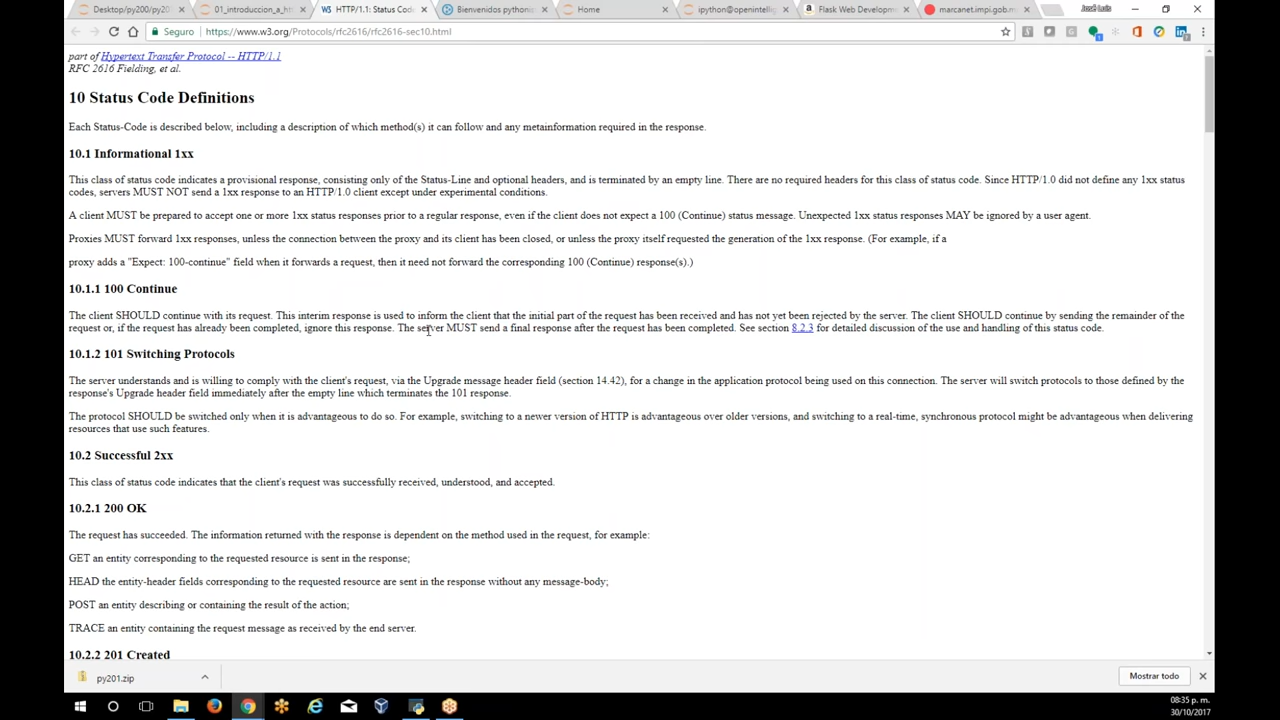 Desktop/py200/py20
01_introduccion_a_ht
HTTP/1.1: Status Code
Bienvenidos pythonis
Home
ipython@openintelli
Flask Web Developm
marcanet.impi.gob.m
José Luis
Seguro
https://www.w3.org/Protocols/rfc2616/rfc2616-sec10.html
part of Hypertext Transfer Protocol -- HTTP/1.1
RFC 2616 Fielding, et al.
10 Status Code Definitions
Each Status-Code is described below, including a description of which method(s) it can follow and any metainformation required in the response.
10.1 Informational 1xx
This class of status code indicates a provisional response, consisting only of the Status-Line and optional headers, and is terminated by an empty line. There are no required headers for this class of status code. Since HTTP/1.0 did not define any 1xx status
codes, servers MUST NOT send a 1xx response to an HTTP/1.0 client except under experimental conditions.
A client MUST be prepared to accept one or more 1xx status responses prior to a regular response, even if the client does not expect a 100 (Continue) status message. Unexpected 1xx status responses MAY be ignored by a user agent.
Proxies MUST forward 1xx responses, unless the connection between the proxy and its client has been closed, or unless the proxy itself requested the generation of the 1xx response. (For example, if a
proxy adds a "Expect: 100-continue" field when it forwards a request, then it need not forward the corresponding 100 (Continue) response(s).)
10.1.1 100 Continue
The client SHOULD continue with its request. This interim response is used to inform the client that the initial part of the request has been received and has not yet been rejected by the server. The client SHOULD continue by sending the remainder of the
request or, if the request has already been completed, ignore this response. The server MUST send a final response after the request has been completed. See section 8.2.3 for detailed discussion of the use and handling of this status code.
10.1.2 101 Switching Protocols
The server understands and is willing to comply with the client's request, via the Upgrade message header field (section 14.42), for a change in the application protocol being used on this connection. The server will switch protocols to those defined by the
response's Upgrade header field immediately after the empty line which terminates the 101 response.
The protocol SHOULD be switched only when it is advantageous to do so. For example, switching to a newer version of HTTP is advantageous over older versions, and switching to a real-time, synchronous protocol might be advantageous when delivering
resources that use such features.
10.2 Successful 2xx
This class of status code indicates that the client's request was successfully received, understood, and accepted.
10.2.1 200 OK
The request has succeeded. The information returned with the response is dependent on the method used in the request, for example:
GET an entity corresponding to the requested resource is sent in the response;
HEAD the entity-header fields corresponding to the requested resource are sent in the response without any message-body;
POST an entity describing or containing the result of the action;
TRACE an entity containing the request message as received by the end server.
10.2.2 201 Created
py201.zip
Mostrar todo
08:35 p. m.
30/10/2017